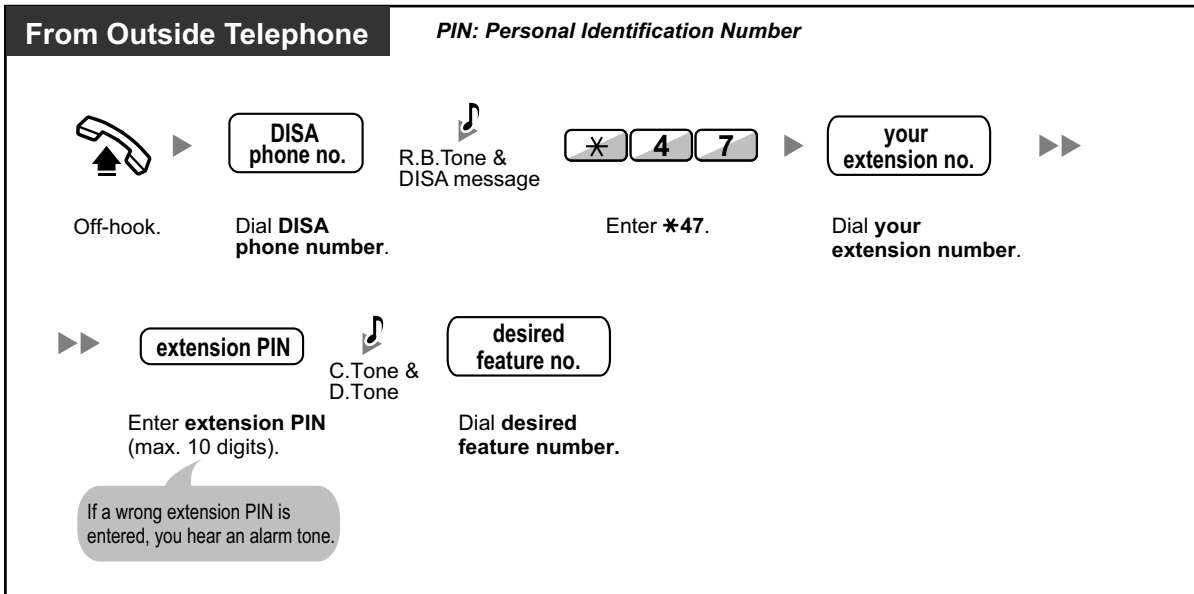 From Outside Telephone
PIN: Personal Identification Number
DISA
phone no.
R.B.Tone &
DISA message
* 4 7
your
extension no.
Off-hook.
Dial DISA
phone number.
Enter *47.
Dial your
extension number.
extension PIN
C.Tone &
D.Tone
desired
feature no.
Enter extension PIN
(max. 10 digits).
Dial desired
feature number.
If a wrong extension PIN is
entered, you hear an alarm tone.